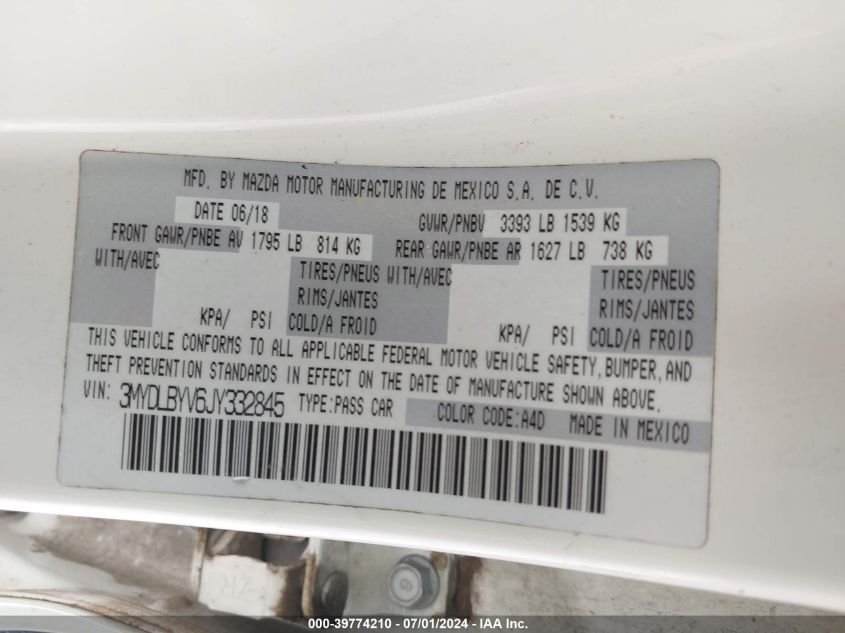 MFD. BY MAZDA MOTOR MANUFACTURING DE MEXICO S.A. DE C.V.
DATE 06/18 GVWR/PNBV 3393 LB 1539 KG
FRONT GAWR/PNBE AV 1795 LB 814 KG REAR GAWR/PNBE AR 1627 LB 738 KG
WITH/AVEC TIRES/PNEUS WITH/AVEC TIRES/PNEUS
RIMS/JANTES RIMS/JANTES
KPA/ PSI COLD/A FROID KPA/ PSI COLD/A FROID
THIS VEHICLE CONFORMS TO ALL APPLICABLE FEDERAL MOTOR VEHICLE SAFETY, BUMPER, AND
THEFT PREVENTION STANDARDS IN EFFECT ON THE DATE OF MANUFACTURE SHOWN ABOVE.
VIN: 3MYDLBYV6JY332845 TYPE:PASS CAR COLOR CODE:A4D MADE IN MEXICO
000-39774210 - 07/01/2024 - IAA Inc.